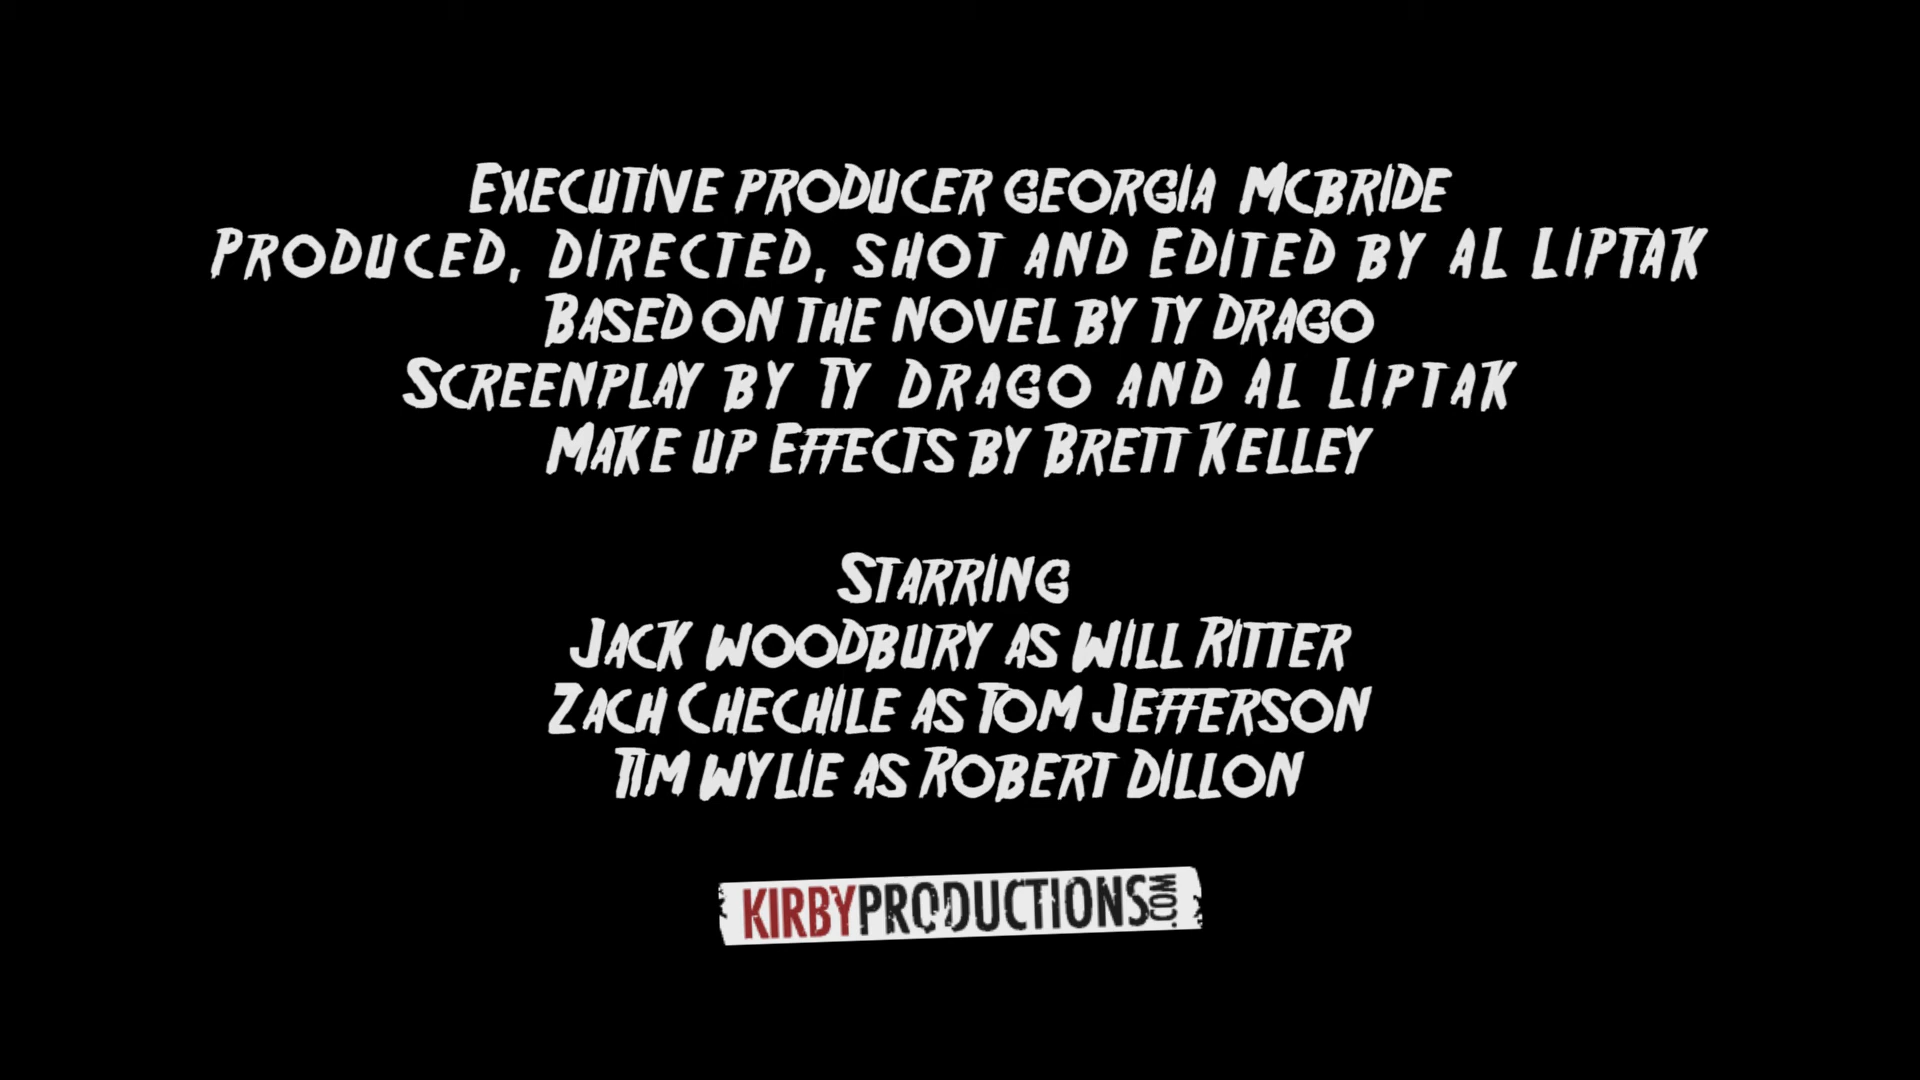 Executive producer Georgia McBride
Produced, directed, shot and Edited by Al Liptak
Based on the novel by Ty Drago
Screenplay by Ty Drago and Al Liptak
Make up Effects by Brett Kelley
Starring
Jack Woodbury as Will Ritter
Zach Chechile as Tom Jefferson
Tim Wylie as Robert Dillon
KIRBYPRODUCTIONS.COM